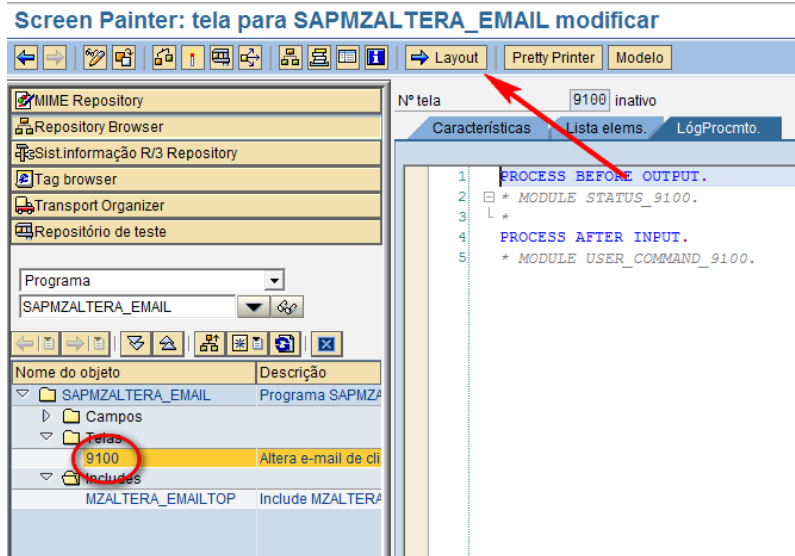 Screen Painter: tela para SAPMZALTERA_EMAIL modificar
Layout
Pretty Printer
Modelo
MIME Repository
Repository Browser
Sist.informação R/3 Repository
Tag browser
Transport Organizer
Repositório de teste
Programa
SAPMZALTERA_EMAIL
Nome do objeto Descrição
SAPMZALTERA_EMAIL Programa SAPMZA
Campos
Telas
9100 Altera e-mail de cli
Includes
MZALTERA_EMAILTOP Include MZALTERA
Nº tela 9100 inativo
Características Lista elems. LógProcmto.
1 PROCESS BEFORE OUTPUT.
2 * MODULE STATUS_9100.
3 *
4 PROCESS AFTER INPUT.
5 * MODULE USER_COMMAND_9100.